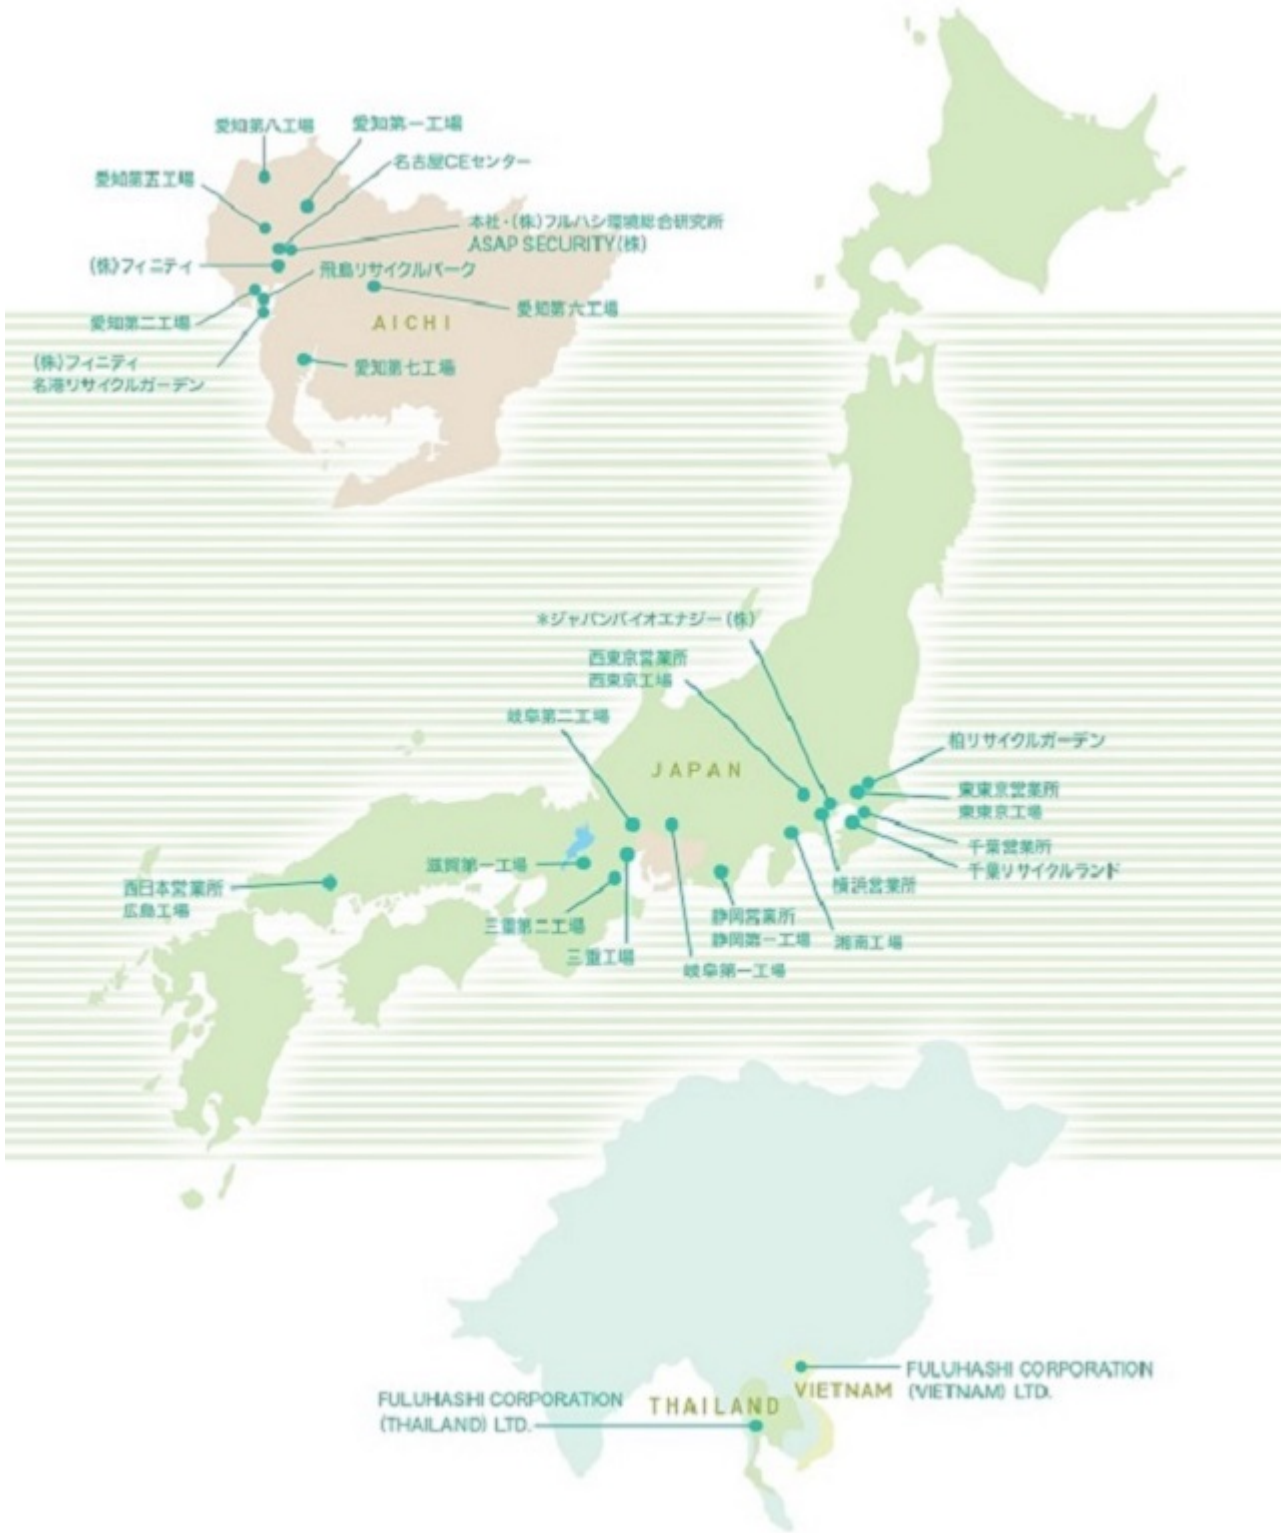 愛知第八工場
愛知第一工場
名古屋CEセンター
愛知第五工場
本社・(株)フルハシ環境総合研究所
ASAP SECURITY(株)
(株)フィニティ
飛島リサイクルパーク
愛知第六工場
愛知第二工場
AICHI
(株)フィニティ
名港リサイクルガーデン
愛知第七工場
*ジャパンバイオエナジー(株)
西東京営業所
西東京工場
岐阜第二工場
柏リサイクルガーデン
JAPAN
東東京営業所
東東京工場
千葉営業所
千葉リサイクルランド
滋賀第一工場
横浜営業所
西日本営業所
広島工場
三重第二工場
静岡営業所
静岡第一工場
湘南工場
三重工場
岐阜第一工場
FULUHASHI CORPORATION
(VIETNAM) LTD.
VIETNAM
THAILAND
FULUHASHI CORPORATION
(THAILAND) LTD.